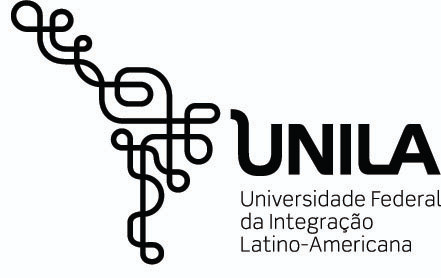 UNILA
Universidade Federal
da Integração
Latino-Americana